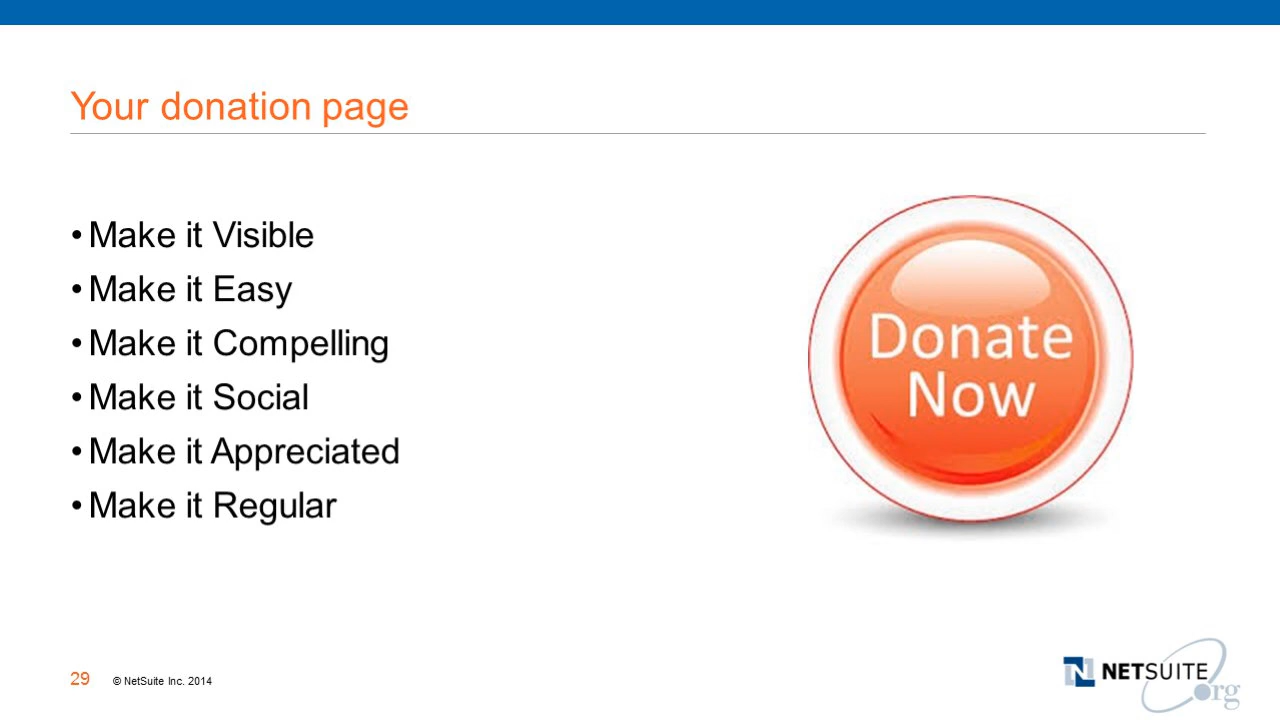 Your donation page
• Make it Visible
• Make it Easy
• Make it Compelling
• Make it Social
• Make it Appreciated
• Make it Regular
Donate
Now
29 © NetSuite Inc. 2014
N NETSUITE
.org